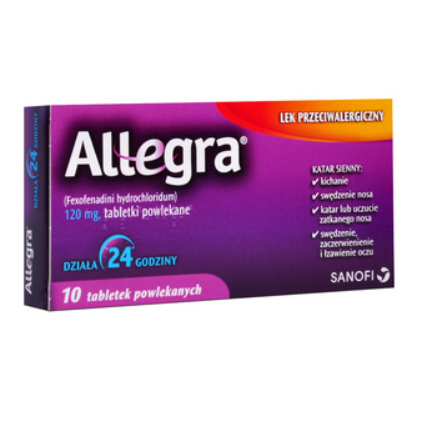 LEK PRZECIWALERGICZNY
Allegra®
(Fexofenadini hydrochloridum)
120 mg, tabletki powlekane
DZIAŁA 24 GODZINY
10 tabletek powlekanych
KATAR SIENNY:
✓ kichanie
✓ swędzenie nosa
✓ katar lub uczucie
zatkanego nosa
✓ swędzenie,
zaczerwienienie
i łzawienie oczu
SANOFI
Allegra®
DZIAŁA 24 GODZINY